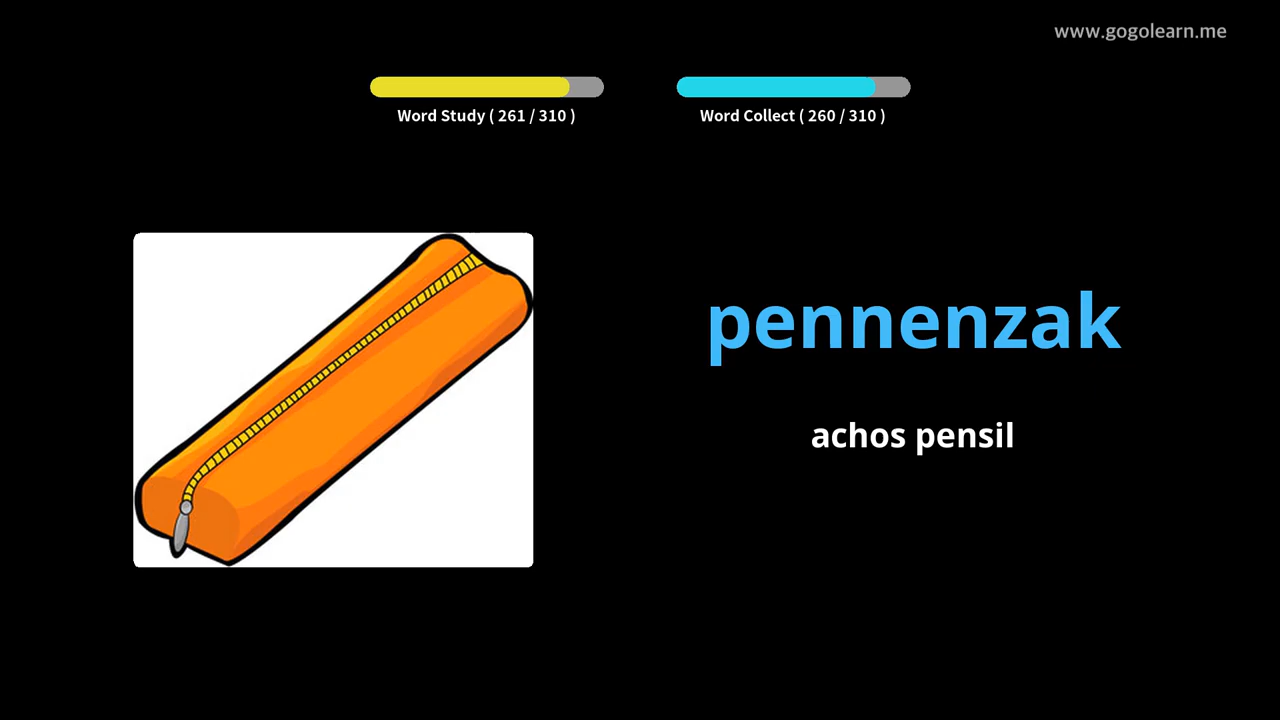 www.gogolearn.me
Word Study ( 261 / 310 )
Word Collect ( 260 / 310 )
pennenzak
achos pensil